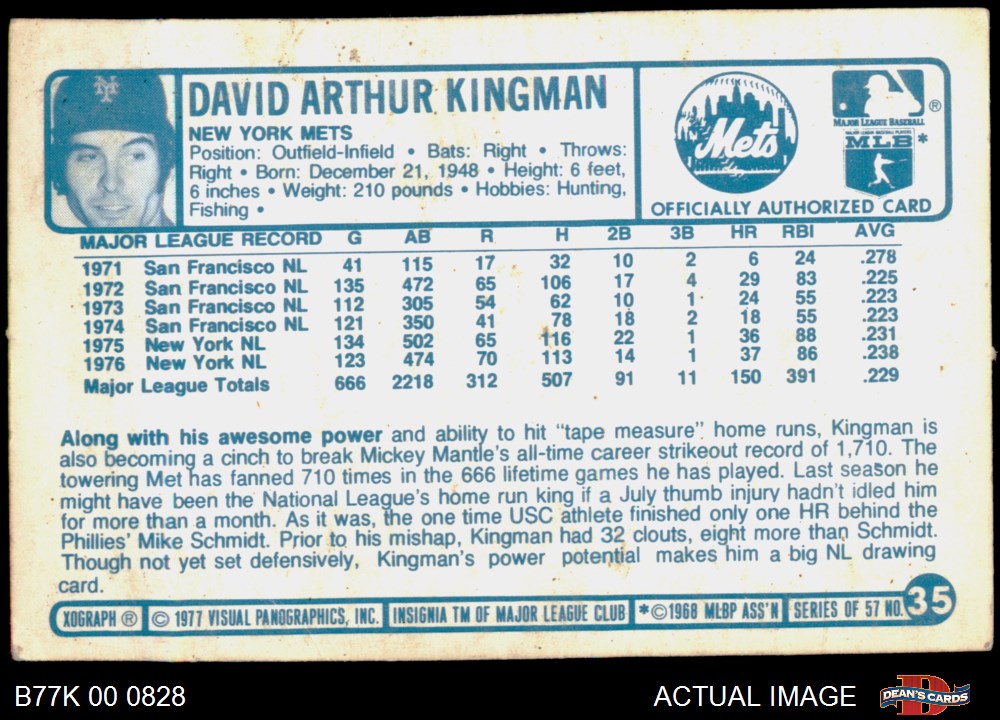 NY
DAVID ARTHUR KINGMAN
NEW YORK METS
Position: Outfield-Infield • Bats: Right • Throws:
Right • Born: December 21, 1948 • Height: 6 feet,
6 inches • Weight: 210 pounds • Hobbies: Hunting,
Fishing •
Mets
MAJOR LEAGUE BASEBALL ®
MAJOR LEAGUE BASEBALL PLAYERS
MLB *
OFFICIALLY AUTHORIZED CARD
MAJOR LEAGUE RECORD G AB R H 2B 3B HR RBI AVG
1971 San Francisco NL 41 115 17 32 10 2 6 24 .278
1972 San Francisco NL 135 472 65 106 17 4 29 83 .225
1973 San Francisco NL 112 305 54 62 10 1 24 55 .223
1974 San Francisco NL 121 350 41 78 18 2 18 55 .223
1975 New York NL 134 502 65 116 22 1 36 88 .231
1976 New York NL 123 474 70 113 14 1 37 86 .238
Major League Totals 666 2218 312 507 91 11 150 391 .229
Along with his awesome power and ability to hit "tape measure" home runs, Kingman is
also becoming a cinch to break Mickey Mantle's all-time career strikeout record of 1,710. The
towering Met has fanned 710 times in the 666 lifetime games he has played. Last season he
might have been the National League's home run king if a July thumb injury hadn't idled him
for more than a month. As it was, the one time USC athlete finished only one HR behind the
Phillies' Mike Schmidt. Prior to his mishap, Kingman had 32 clouts, eight more than Schmidt.
Though not yet set defensively, Kingman's power potential makes him a big NL drawing
card.
XOGRAPH ® © 1977 VISUAL PANOGRAPHICS, INC. INSIGNIA TM OF MAJOR LEAGUE CLUB *©1968 MLBP ASS'N SERIES OF 57 NO. 35
B77K 00 0828 ACTUAL IMAGE DEAN'S CARDS